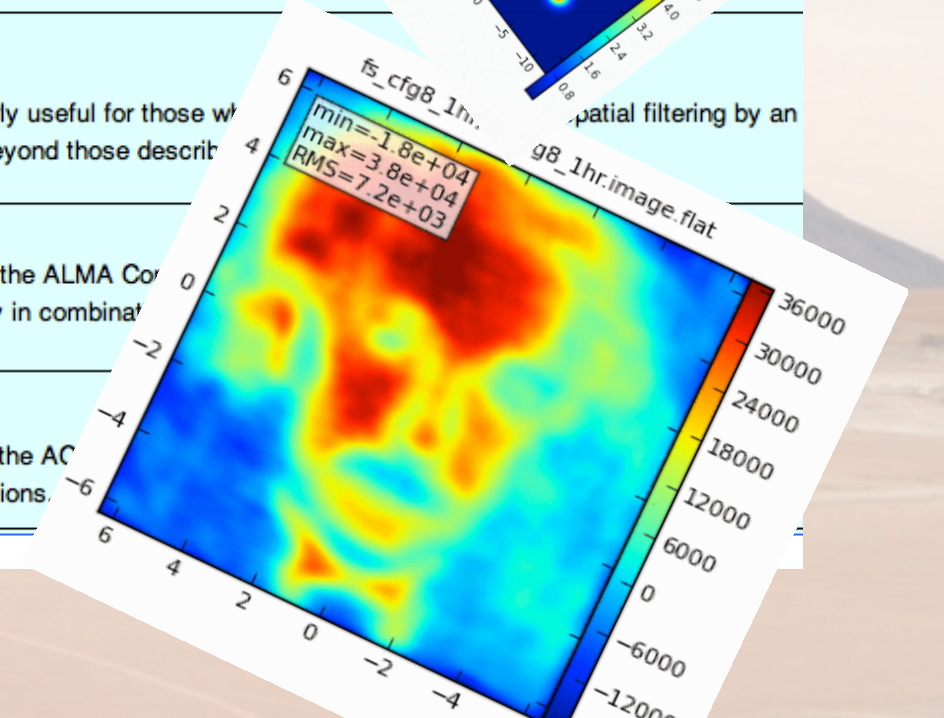 −5
−10
0.8
1.6
2.4
3.2
4.0
rly useful for those wh
patial filtering by an
eyond those describ
the ALMA Cor
y in combinat
the AC
ions.
fs_cfg8_1h
g8_1hr.image.flat
min=-1.8e+04
max=3.8e+04
RMS=7.2e+03
6
4
2
0
−2
−4
−6
6
4
2
0
−2
−4
36000
30000
24000
18000
12000
6000
0
−6000
−12000